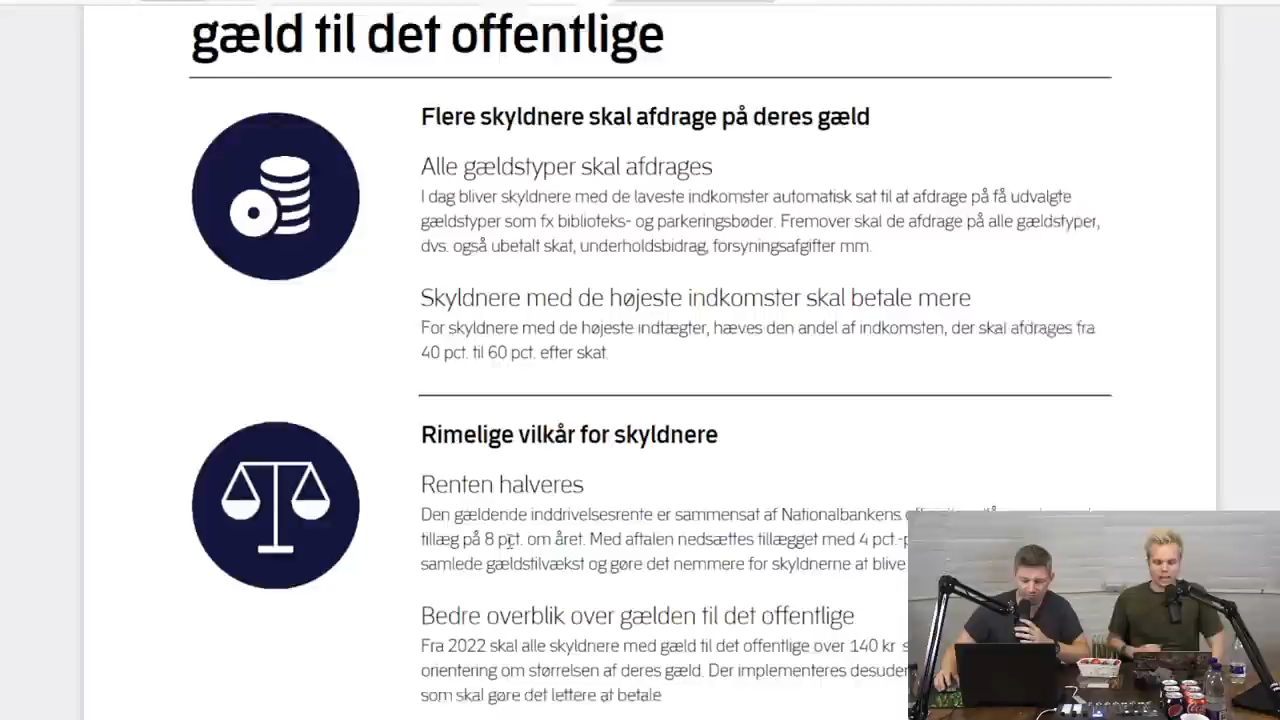 gæld til det offentlige
Flere skyldnere skal afdrage på deres gæld
Alle gældstyper skal afdrages
I dag bliver skyldnere med de laveste indkomster automatisk sat til at afdrage på få udvalgte
gældstyper som fx biblioteks- og parkeringsbøder. Fremover skal de afdrage på alle gældstyper,
dvs. også ubetalt skat, underholdsbidrag, forsyningsafgifter mm.
Skyldnere med de højeste indkomster skal betale mere
For skyldnere med de højeste indtægter, hæves den andel af indkomsten, der skal afdrages fra
40 pct. til 60 pct. efter skat.
Rimelige vilkår for skyldnere
Renten halveres
Den gældende inddrivelsesrente er sammensat af Nationalbankens
tillæg på 8 pct. om året. Med aftalen nedsættes tillægget med 4 pct.-p
samlede gældstilvækst og gøre det nemmere for skyldnerne at blive
Bedre overblik over gælden til det offentlige
Fra 2022 skal alle skyldnere med gæld til det offentlige over 140 kr s
orientering om størrelsen af deres gæld. Der implementeres desuden
som skal gøre det lettere at betale